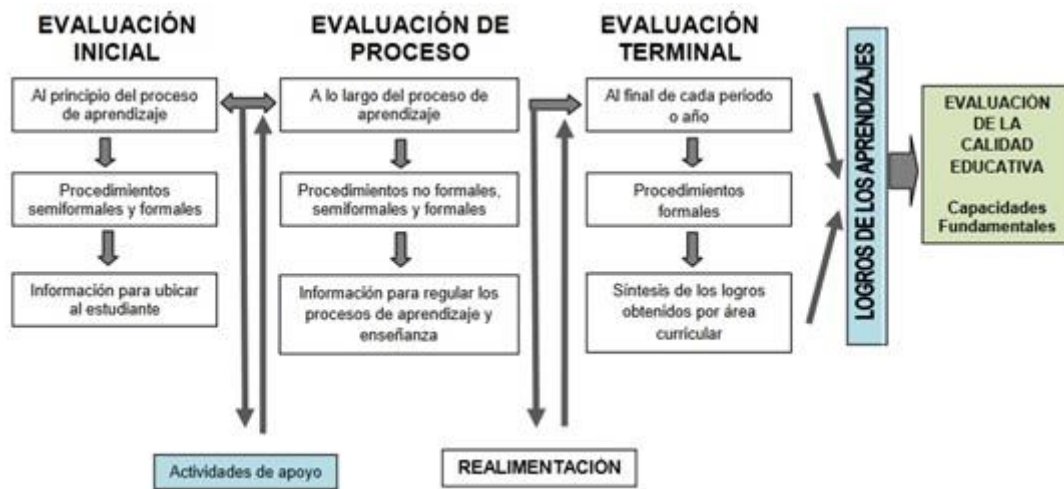 EVALUACIÓN
INICIAL
Al principio del proceso
de aprendizaje
Procedimientos
semiformales y formales
Información para ubicar
al estudiante
EVALUACIÓN DE
PROCESO
A lo largo del proceso de
aprendizaje
Procedimientos no formales,
semiformales y formales
Información para regular los
procesos de aprendizaje y
enseñanza
EVALUACIÓN
TERMINAL
Al final de cada período
o año
Procedimientos
formales
Síntesis de los logros
obtenidos por área
curricular
LOGROS DE LOS APRENDIZAJES
EVALUACIÓN
DE LA
CALIDAD
EDUCATIVA
Capacidades
Fundamentales
Actividades de apoyo
REALIMENTACIÓN